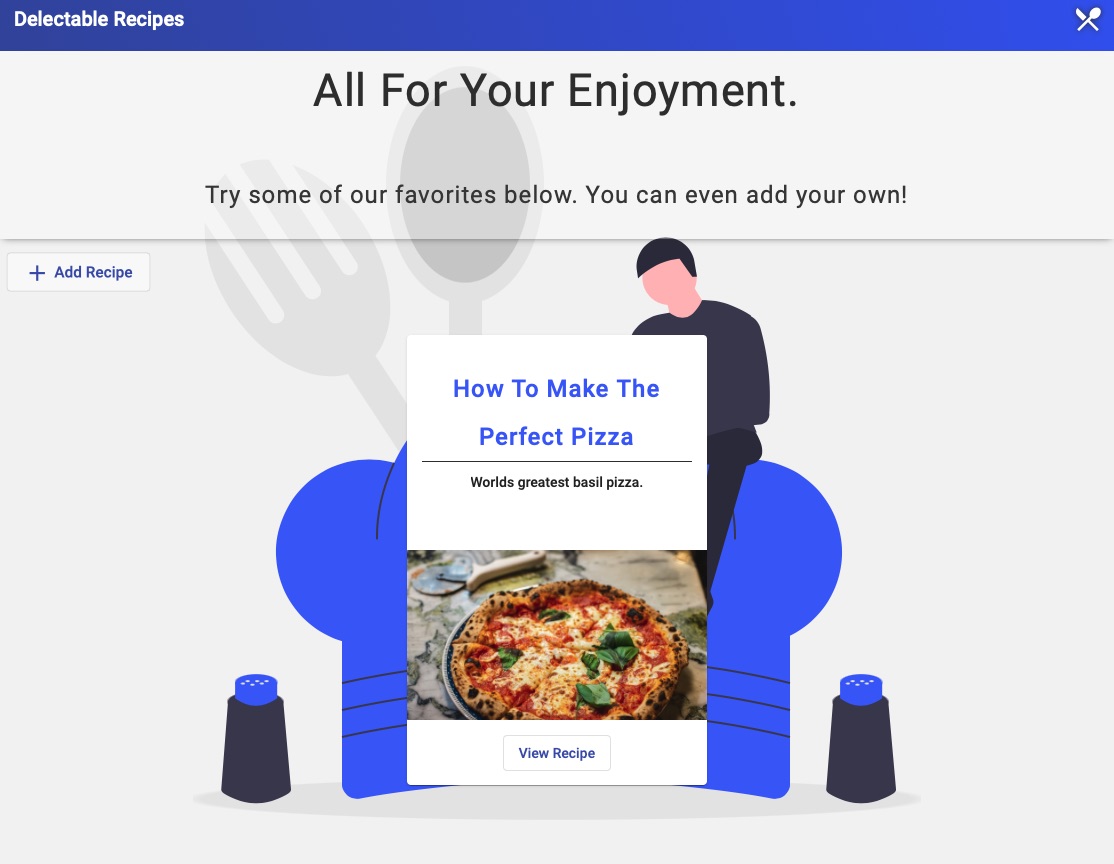 Delectable Recipes
All For Your Enjoyment.
Try some of our favorites below. You can even add your own!
Add Recipe
How To Make The
Perfect Pizza
Worlds greatest basil pizza.
View Recipe